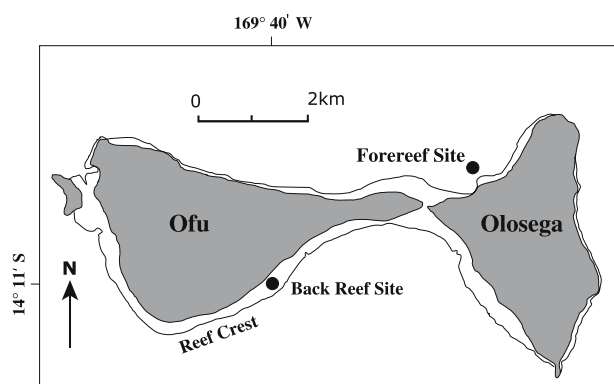 169° 40' W
0 2km
Forereef Site
Ofu
Olosega
14° 11' S
N
Back Reef Site
Reef Crest